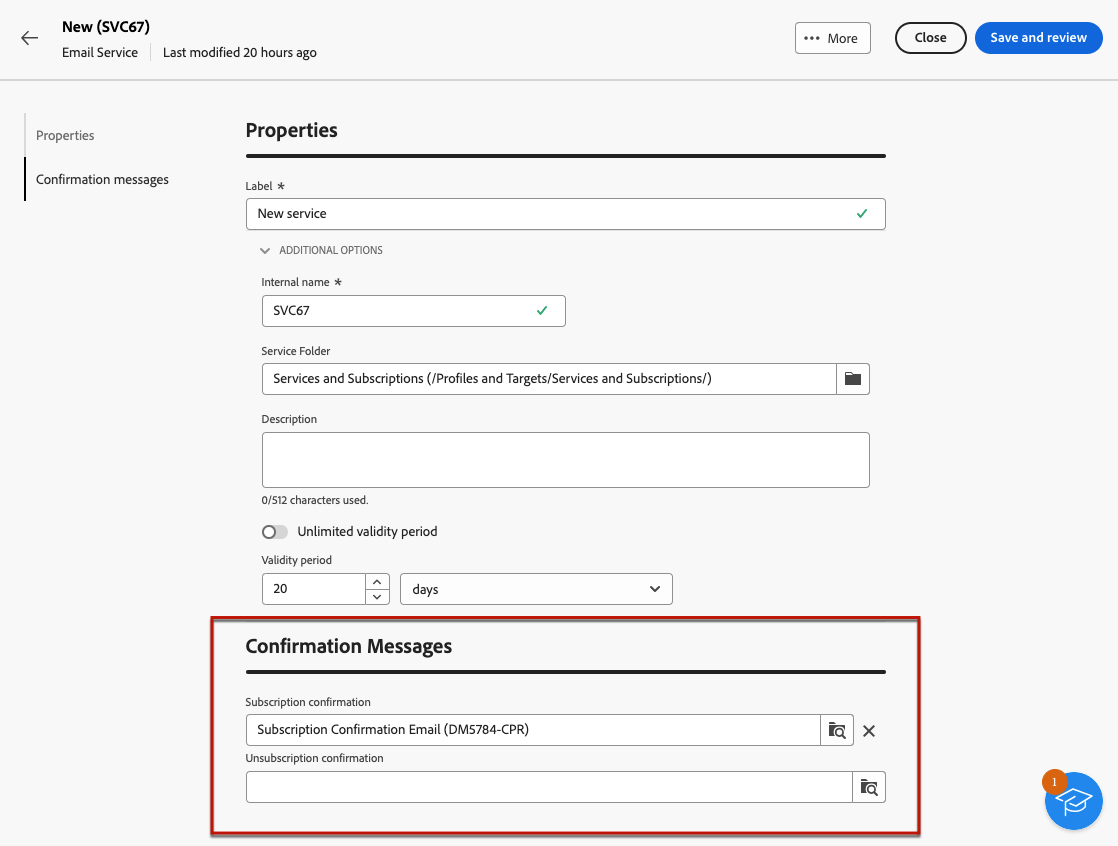 New (SVC67)
Email Service
Last modified 20 hours ago
··· More
Close
Save and review
Properties
Confirmation messages
Properties
Label *
New service
ADDITIONAL OPTIONS
Internal name *
SVC67
Service Folder
Services and Subscriptions (/Profiles and Targets/Services and Subscriptions/)
Description
0/512 characters used.
Unlimited validity period
Validity period
20
days
Confirmation Messages
Subscription confirmation
Subscription Confirmation Email (DM5784-CPR)
Unsubscription confirmation
1